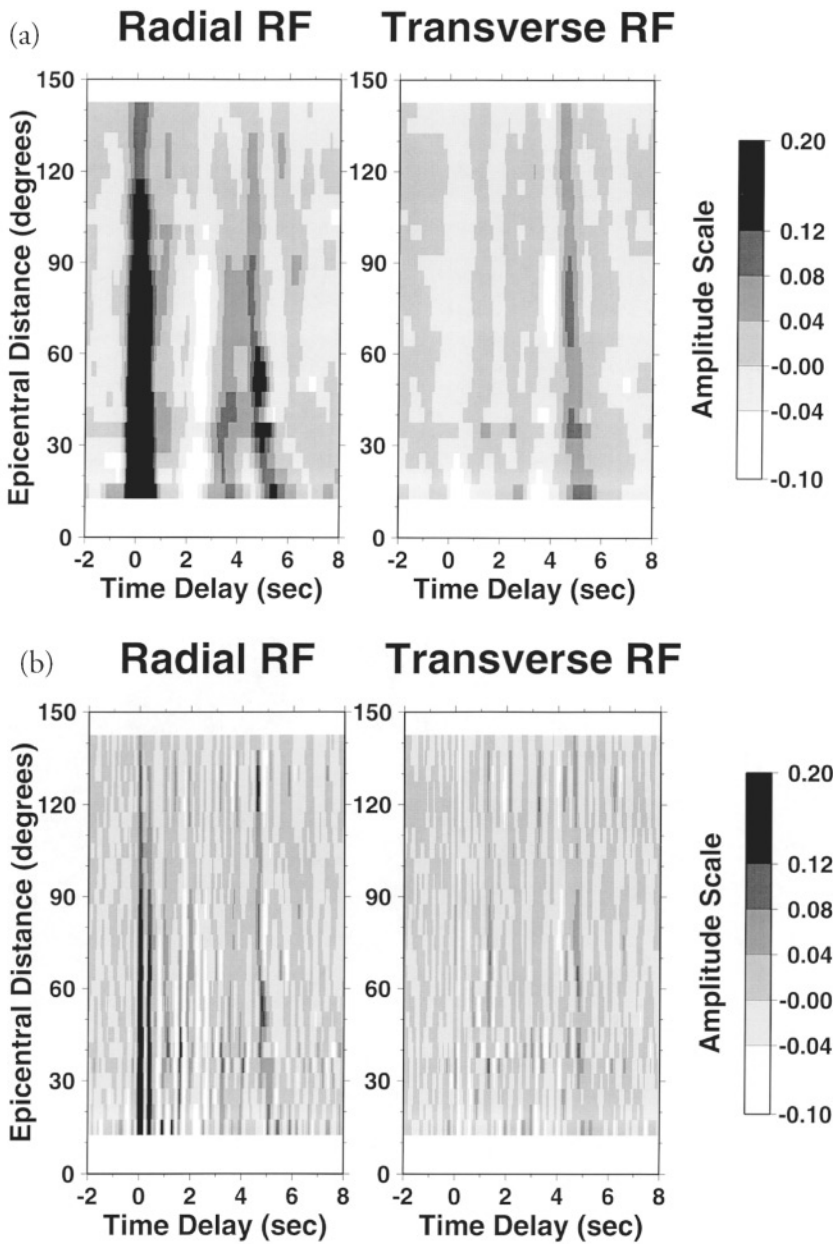 (a)
Radial RF
Transverse RF
150
120
90
60
30
0
Epicentral Distance (degrees)
-2 0 2 4 6 8
Time Delay (sec)
150
120
90
60
30
0
-2 0 2 4 6 8
Time Delay (sec)
Amplitude Scale
0.20
0.12
0.08
0.04
-0.00
-0.04
-0.10
(b)
Radial RF
Transverse RF
150
120
90
60
30
0
Epicentral Distance (degrees)
-2 0 2 4 6 8
Time Delay (sec)
150
120
90
60
30
0
-2 0 2 4 6 8
Time Delay (sec)
Amplitude Scale
0.20
0.12
0.08
0.04
-0.00
-0.04
-0.10